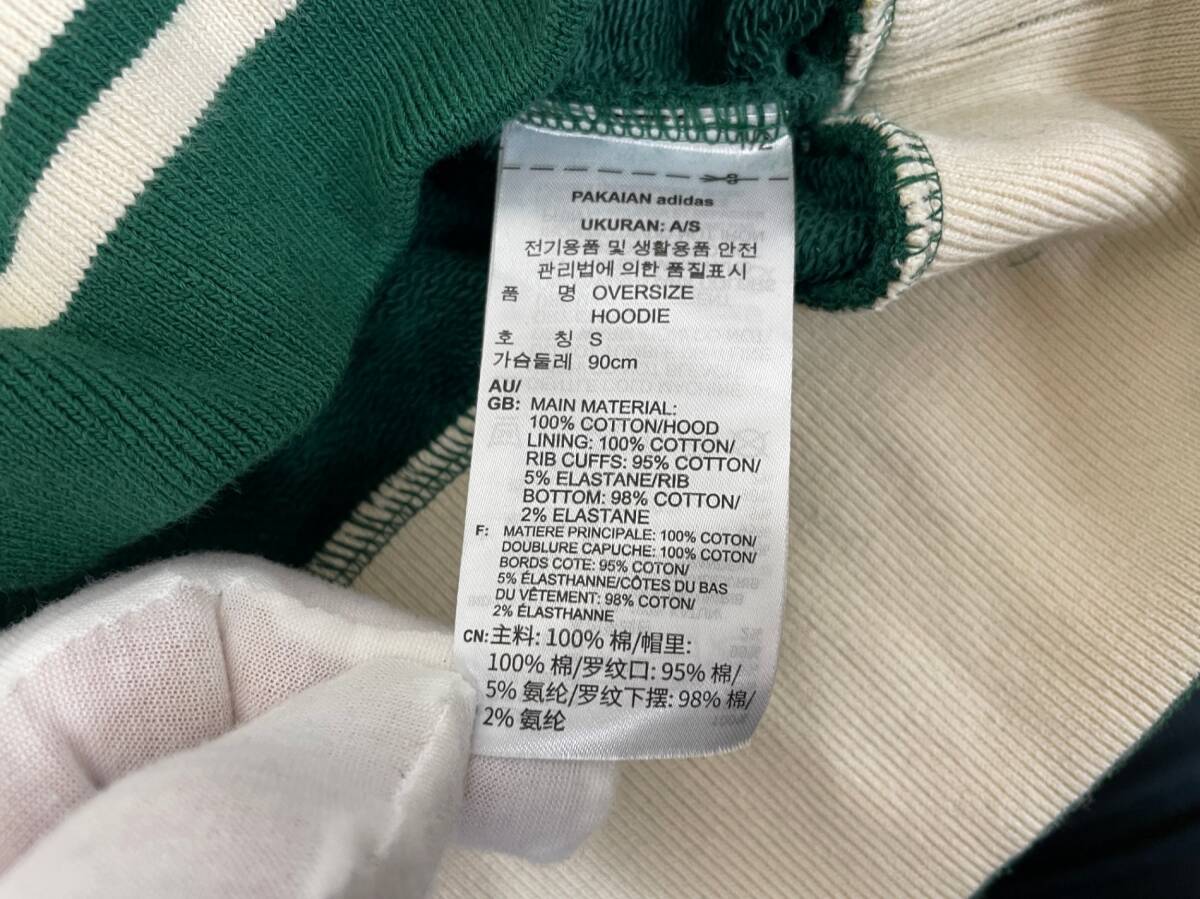 1/2
PAKAIAN adidas
UKURAN: A/S
전기용품 및 생활용품 안전
관리법에 의한 품질표시
품 명 OVERSIZE
HOODIE
호 칭 S
가슴둘레 90cm
AU/
GB: MAIN MATERIAL:
100% COTTON/HOOD
LINING: 100% COTTON/
RIB CUFFS: 95% COTTON/
5% ELASTANE/RIB
BOTTOM: 98% COTTON/
2% ELASTANE
F: MATIERE PRINCIPALE: 100% COTON/
DOUBLURE CAPUCHE: 100% COTON/
BORDS COTE: 95% COTON/
5% ÉLASTHANNE/CÔTES DU BAS
DU VÊTEMENT: 98% COTON/
2% ÉLASTHANNE
CN: 主料: 100% 棉/帽里:
100% 棉/罗纹口: 95% 棉/
5% 氨纶/罗纹下摆: 98% 棉/
2% 氨纶